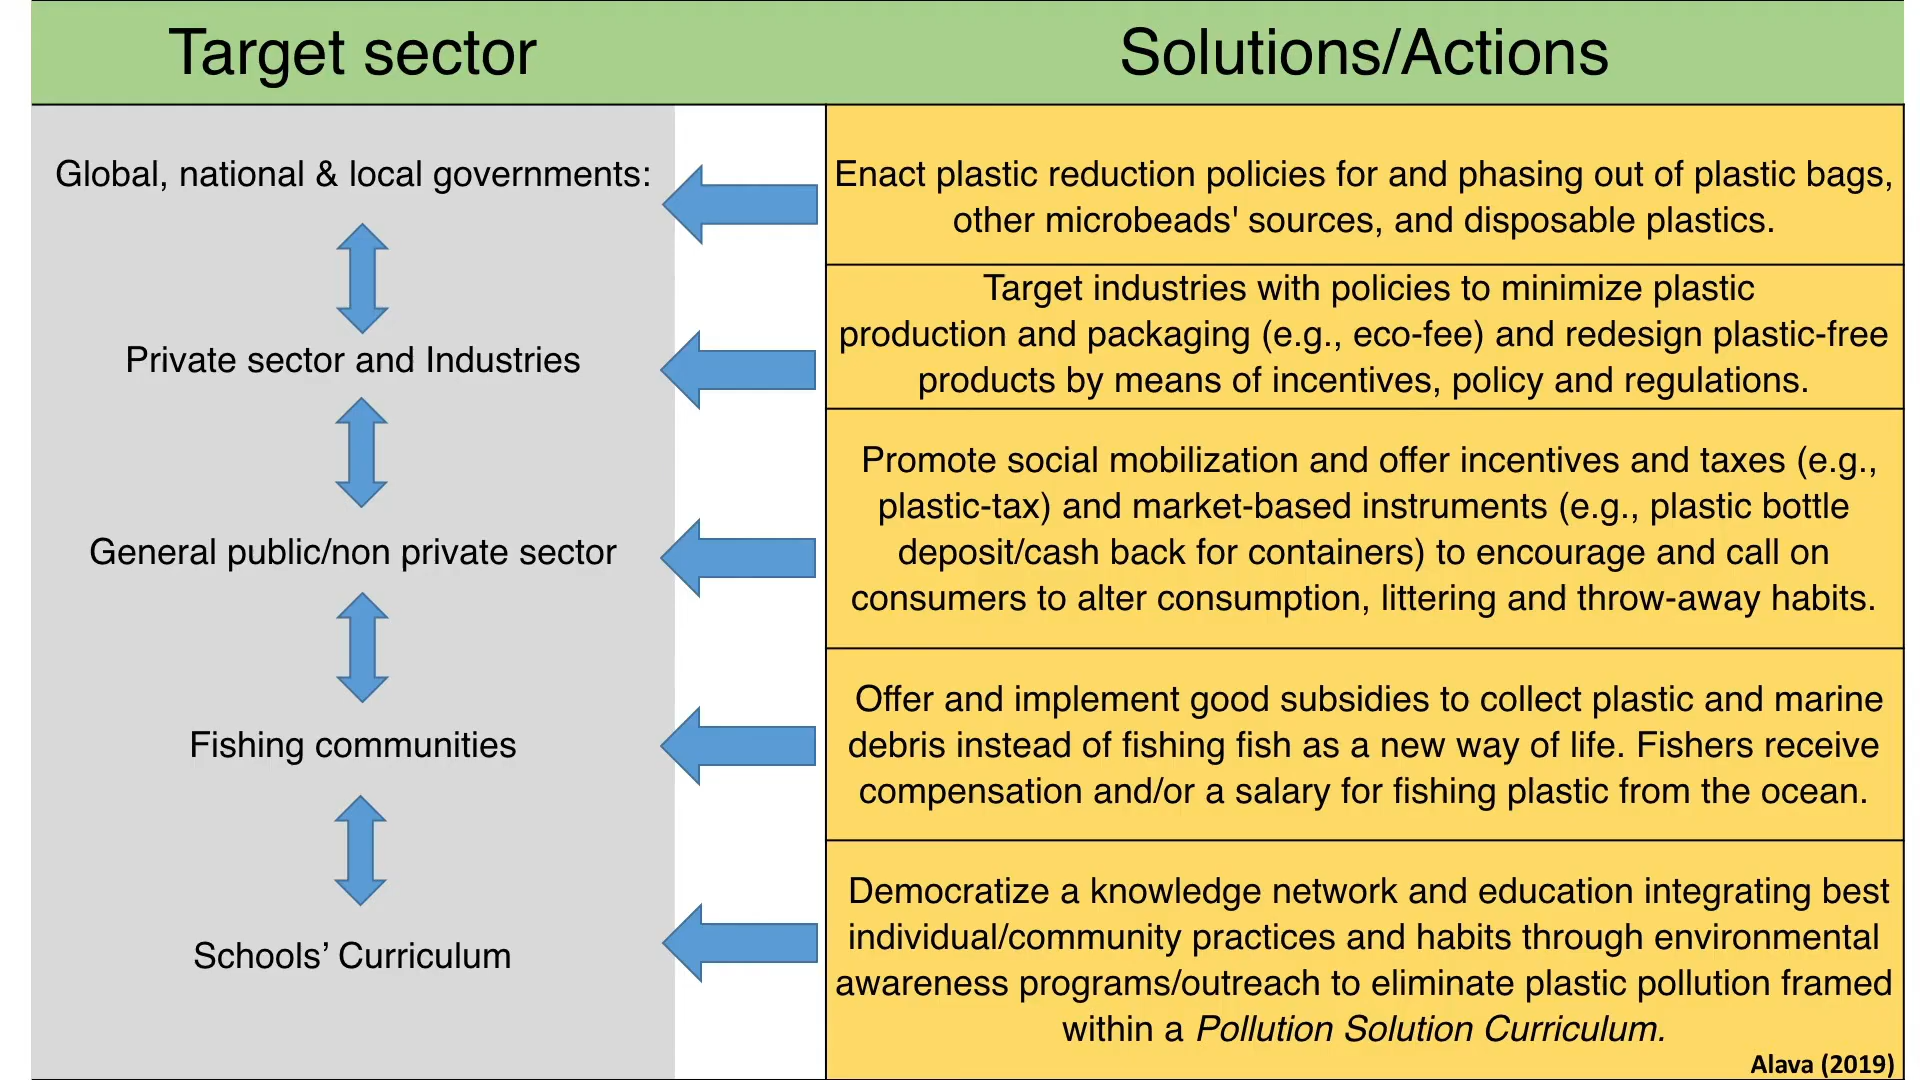 Target sector
Solutions/Actions
Global, national & local governments:
Enact plastic reduction policies for and phasing out of plastic bags,
other microbeads' sources, and disposable plastics.
Private sector and Industries
Target industries with policies to minimize plastic
production and packaging (e.g., eco-fee) and redesign plastic-free
products by means of incentives, policy and regulations.
General public/non private sector
Promote social mobilization and offer incentives and taxes (e.g.,
plastic-tax) and market-based instruments (e.g., plastic bottle
deposit/cash back for containers) to encourage and call on
consumers to alter consumption, littering and throw-away habits.
Fishing communities
Offer and implement good subsidies to collect plastic and marine
debris instead of fishing fish as a new way of life. Fishers receive
compensation and/or a salary for fishing plastic from the ocean.
Schools’ Curriculum
Democratize a knowledge network and education integrating best
individual/community practices and habits through environmental
awareness programs/outreach to eliminate plastic pollution framed
within a Pollution Solution Curriculum.
Alava (2019)